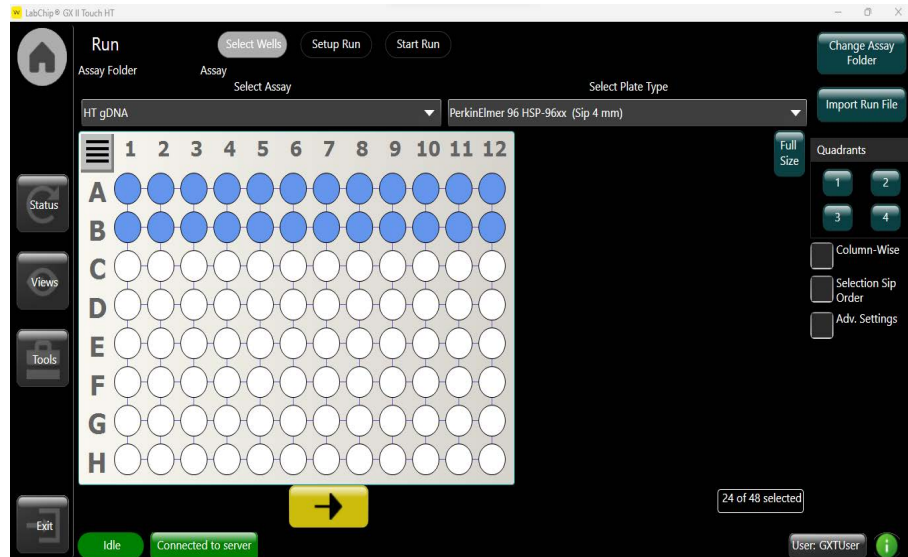 W LabChip® GX II Touch HT
Run
Select Wells
Setup Run
Start Run
Change Assay
Folder
Assay Folder
Assay
Select Assay
Select Plate Type
Import Run File
HT gDNA
PerkinElmer 96 HSP-96xx (Sip 4 mm)
1 2 3 4 5 6 7 8 9 10 11 12
Full
Size
Quadrants
1 2
3 4
A
B
C
D
E
F
G
H
Status
Views
Tools
Exit
Column-Wise
Selection Sip
Order
Adv. Settings
24 of 48 selected
Idle
Connected to server
User: GXTUser
i